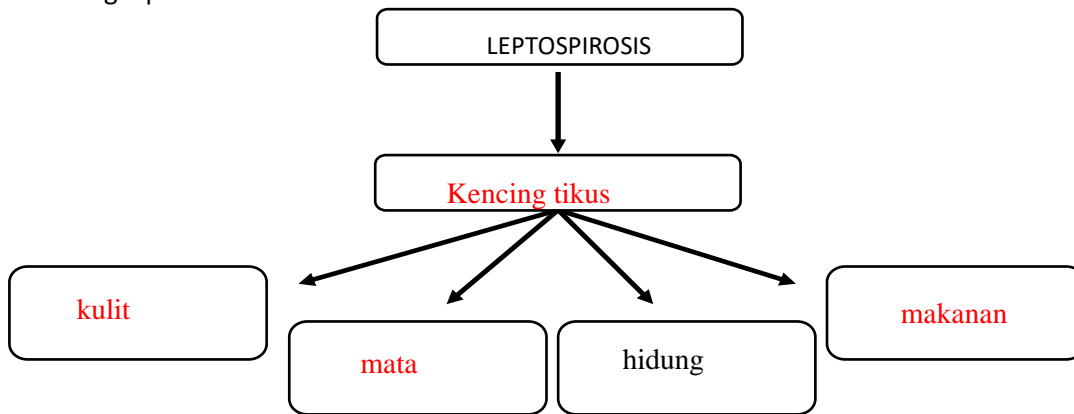 LEPTOSPIROSIS
Kencing tikus
kulit
mata
hidung
makanan